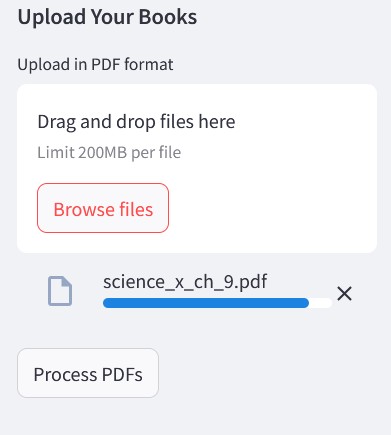 Upload Your Books
Upload in PDF format
Drag and drop files here
Limit 200MB per file
Browse files
science_x_ch_9.pdf
Process PDFs